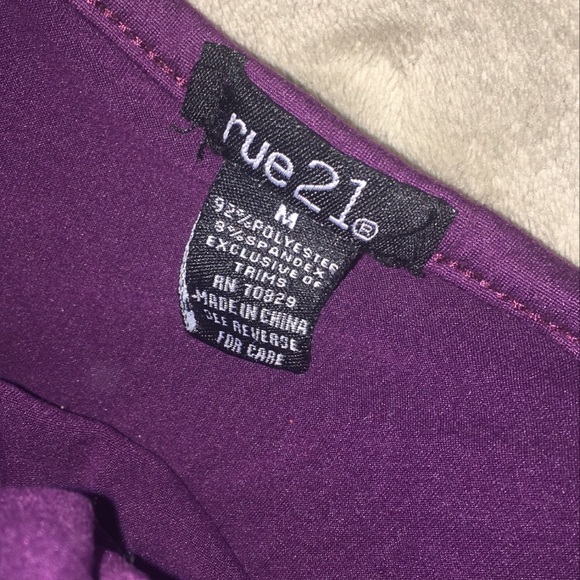 rue21®
M
92%POLYESTER
8%SPANDEX
EXCLUSIVE OF
TRIMS
RN 70829
MADE IN CHINA
SEE REVERSE
FOR CARE